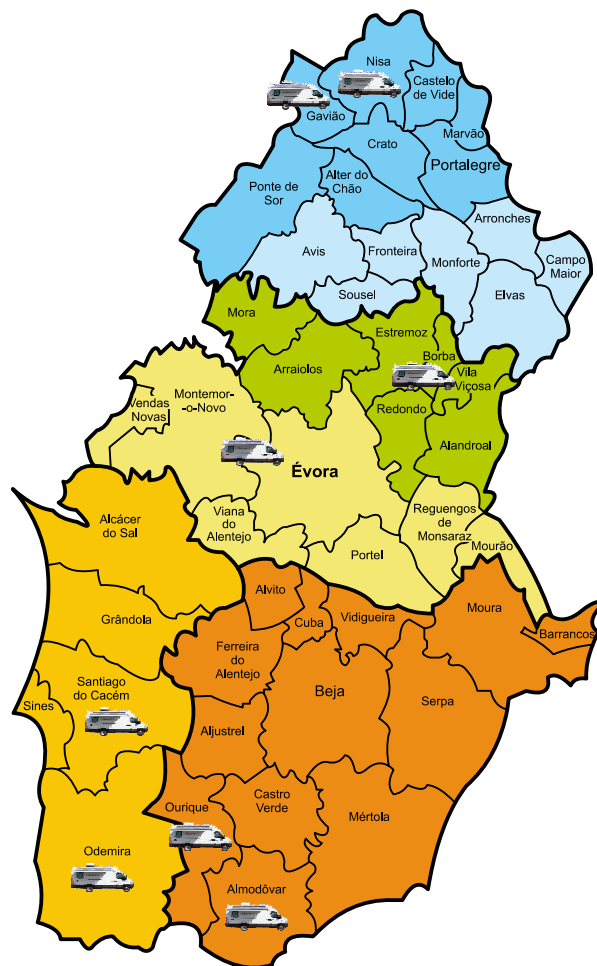 Nisa
Castelo
de Vide
Gavião
Marvão
Crato
Portalegre
Alter do
Chão
Ponte de
Sor
Arronches
Avis
Fronteira
Monforte
Campo
Maior
Sousel
Elvas
Mora
Estremoz
Borba
Arraiolos
Vila
Viçosa
Montemor-
-o-Novo
Vendas
Novas
Redondo
Alandroal
Évora
Viana
do
Alentejo
Reguengos
de
Monsaraz
Portel
Mourão
Alcácer
do Sal
Alvito
Moura
Grândola
Cuba
Vidigueira
Barrancos
Ferreira
do
Alentejo
Santiago
do Cacém
Beja
Serpa
Sines
Aljustrel
Ourique
Castro
Verde
Mértola
Odemira
Almodôvar